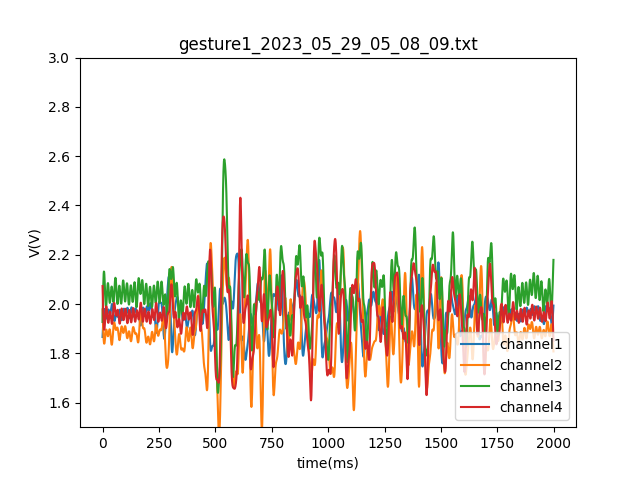 gesture1_2023_05_29_05_08_09.txt
3.0
2.8
2.6
2.4
2.2
2.0
1.8
1.6
V(V)
channel1
channel2
channel3
channel4
0 250 500 750 1000 1250 1500 1750 2000
time(ms)